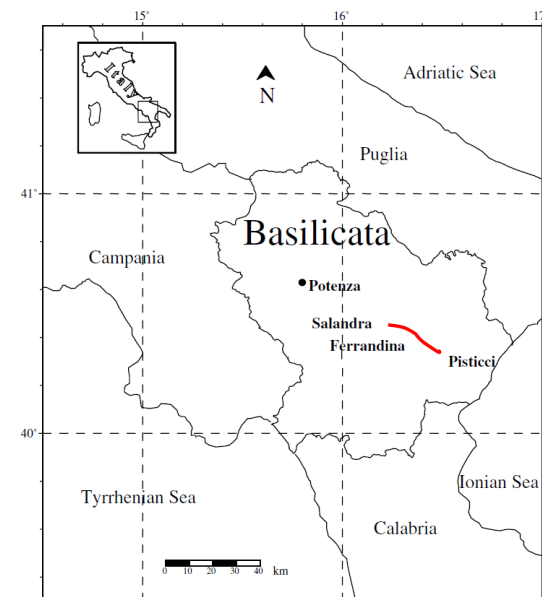 15°
16°
17
Italy
Adriatic Sea
N
Puglia
41°
Basilicata
Campania
Potenza
Salandra
Ferrandina
Pisticci
40°
Ionian Sea
Tyrrhenian Sea
Calabria
0 10 20 30 40 km